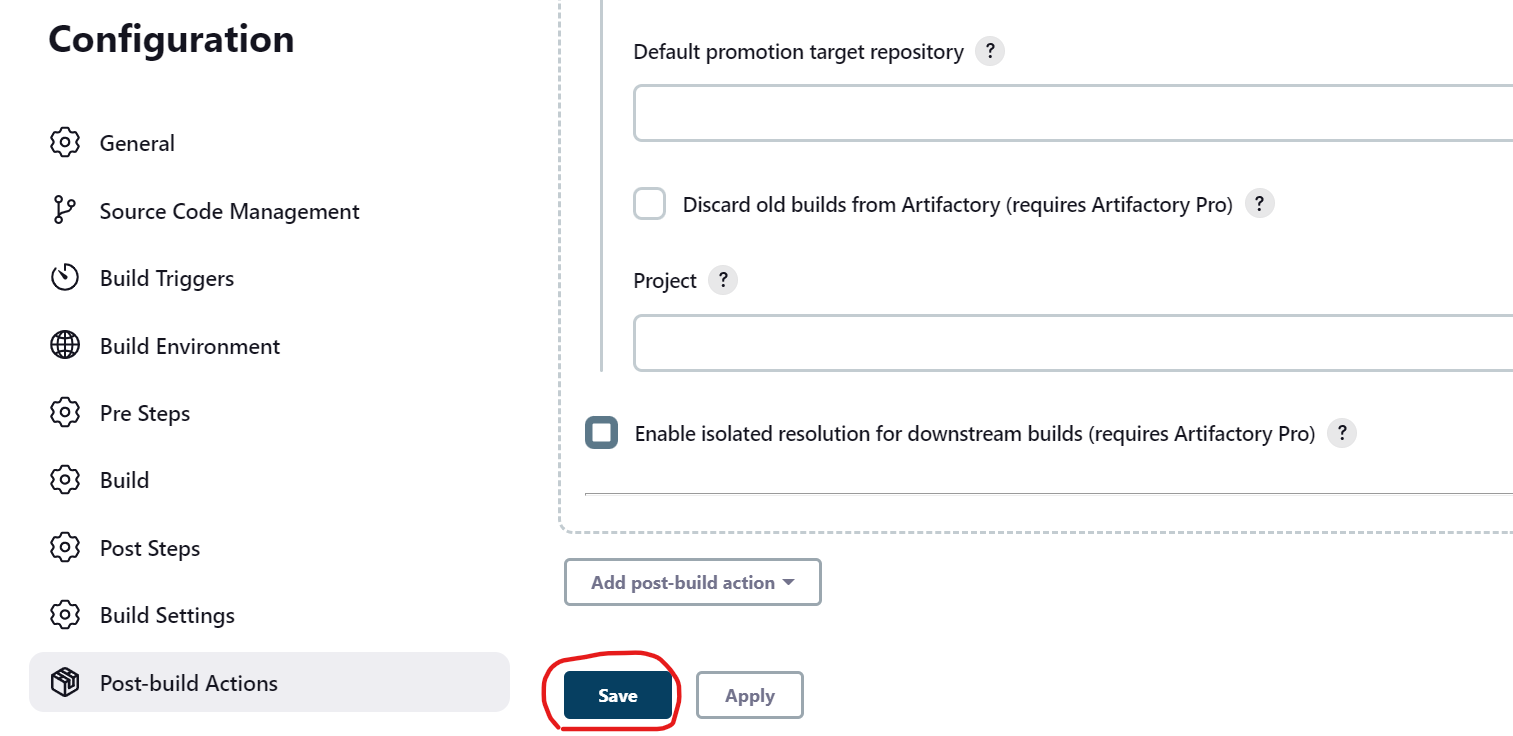 Configuration
General
Source Code Management
Build Triggers
Build Environment
Pre Steps
Build
Post Steps
Build Settings
Post-build Actions
Default promotion target repository ?
Discard old builds from Artifactory (requires Artifactory Pro) ?
Project ?
Enable isolated resolution for downstream builds (requires Artifactory Pro) ?
Add post-build action
Save Apply